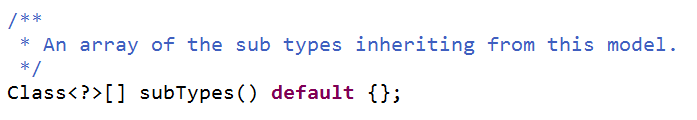 /**
 * An array of the sub types inheriting from this model.
 */
Class<?>[] subTypes() default {};